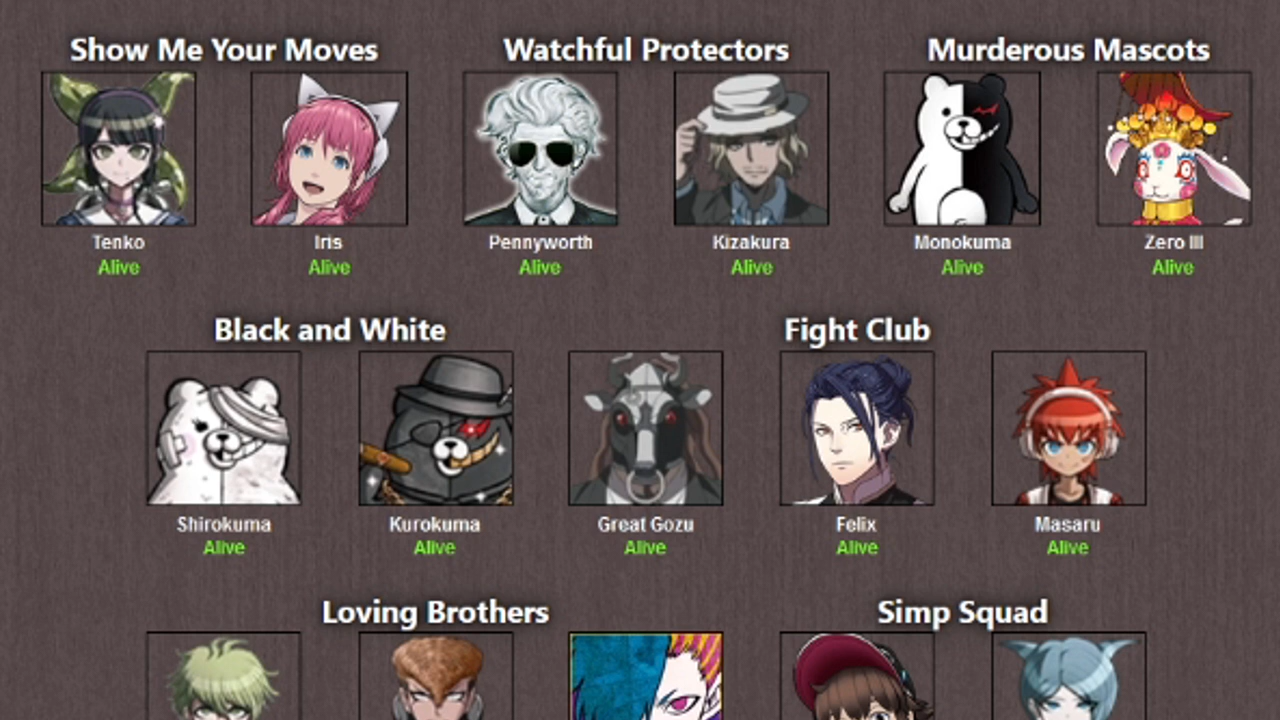 Show Me Your Moves Watchful Protectors Murderous Mascots
Tenko Iris Pennyworth Kizakura Monokuma Zero III
Alive Alive Alive Alive Alive Alive
Black and White Fight Club
Shirokuma Kurokuma Great Gozu Felix Masaru
Alive Alive Alive Alive Alive
Loving Brothers Simp Squad